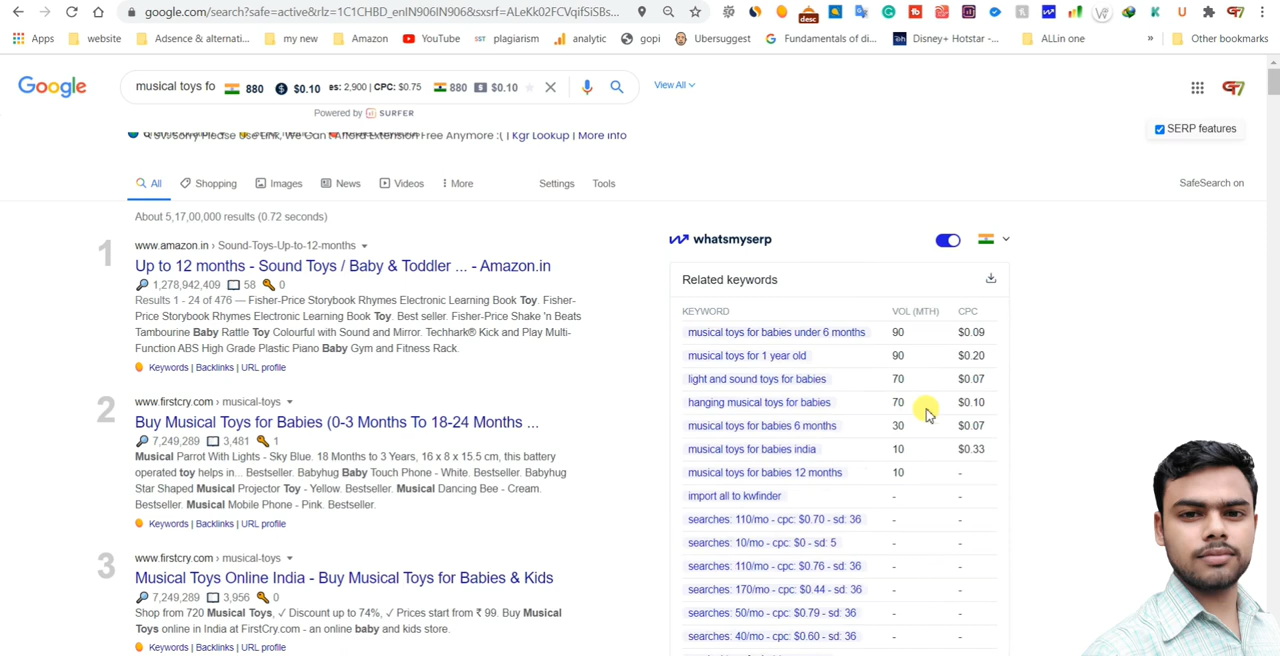 google.com/search?safe=active&rlz=1C1CHBD_enIN906IN906&sxsrf=ALeKk02FCVqifSiSBs...
Apps website Adsence & alternati... my new Amazon YouTube plagiarism analytic gopi Ubersuggest Fundamentals of di... Disney+ Hotstar -... ALLin one » Other bookmarks
Google musical toys fo 880 $0.10 es: 2,900 | CPC: $0.75 880 $0.10 View All
Powered by SURFER
Extension Free Anymore :( | Kgr Lookup | More info
SERP features
All Shopping Images News Videos More Settings Tools SafeSearch on
About 5,17,00,000 results (0.72 seconds)
1
www.amazon.in › Sound-Toys-Up-to-12-months
Up to 12 months - Sound Toys / Baby & Toddler ... - Amazon.in
1,278,942,409 58 0
Results 1 - 24 of 476 — Fisher-Price Storybook Rhymes Electronic Learning Book Toy. Fisher-
Price Storybook Rhymes Electronic Learning Book Toy. Best seller. Fisher-Price Shake 'n Beats
Tambourine Baby Rattle Toy Colourful with Sound and Mirror. Techhark® Kick and Play Multi-
Function ABS High Grade Plastic Piano Baby Gym and Fitness Rack.
Keywords | Backlinks | URL profile
2
www.firstcry.com › musical-toys
Buy Musical Toys for Babies (0-3 Months To 18-24 Months ...
7,249,289 3,481 1
Musical Parrot With Lights - Sky Blue. 18 Months to 3 Years, 16 x 8 x 15.5 cm, this battery
operated toy helps in... Bestseller. Babyhug Baby Touch Phone - White. Bestseller. Babyhug
Star Shaped Musical Projector Toy - Yellow. Bestseller. Musical Dancing Bee - Cream.
Bestseller. Musical Mobile Phone - Pink. Bestseller.
Keywords | Backlinks | URL profile
3
www.firstcry.com › musical-toys
Musical Toys Online India - Buy Musical Toys for Babies & Kids
7,249,289 3,956 0
Shop from 720 Musical Toys, ✓ Discount up to 74%, ✓ Prices start from ₹ 99. Buy Musical
Toys online in India at FirstCry.com - an online baby and kids store.
Keywords | Backlinks | URL profile
whatsmyserp
Related keywords
KEYWORD VOL (MTH) CPC
musical toys for babies under 6 months 90 $0.09
musical toys for 1 year old 90 $0.20
light and sound toys for babies 70 $0.07
hanging musical toys for babies 70 $0.10
musical toys for babies 6 months 30 $0.07
musical toys for babies india 10 $0.33
musical toys for babies 12 months 10 -
import all to kwfinder - -
searches: 110/mo - cpc: $0.70 - sd: 36 - -
searches: 10/mo - cpc: $0 - sd: 5 - -
searches: 110/mo - cpc: $0.76 - sd: 36 - -
searches: 170/mo - cpc: $0.44 - sd: 36 - -
searches: 50/mo - cpc: $0.79 - sd: 36 - -
searches: 40/mo - cpc: $0.60 - sd: 36 - -